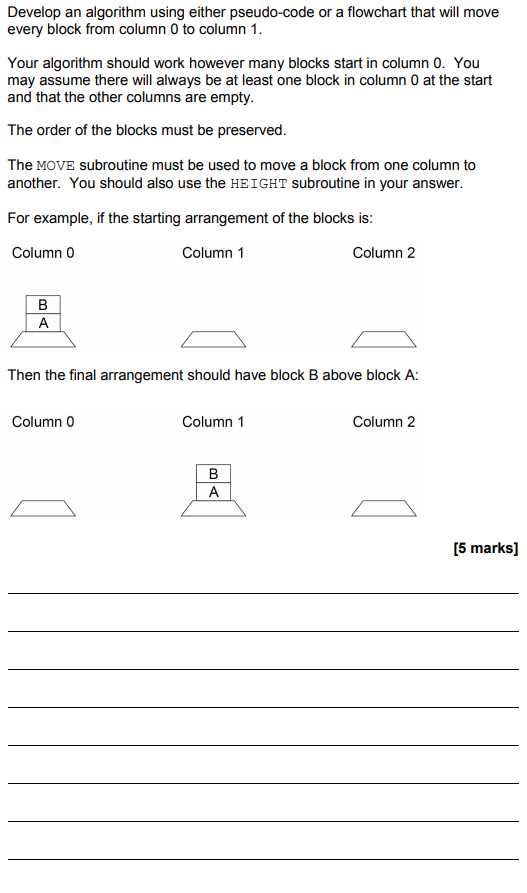 Develop an algorithm using either pseudo-code or a flowchart that will move
every block from column 0 to column 1.
Your algorithm should work however many blocks start in column 0. You
may assume there will always be at least one block in column 0 at the start
and that the other columns are empty.
The order of the blocks must be preserved.
The MOVE subroutine must be used to move a block from one column to
another. You should also use the HEIGHT subroutine in your answer.
For example, if the starting arrangement of the blocks is:
Column 0 Column 1 Column 2
B
A
Then the final arrangement should have block B above block A:
Column 0 Column 1 Column 2
B
A
[5 marks]